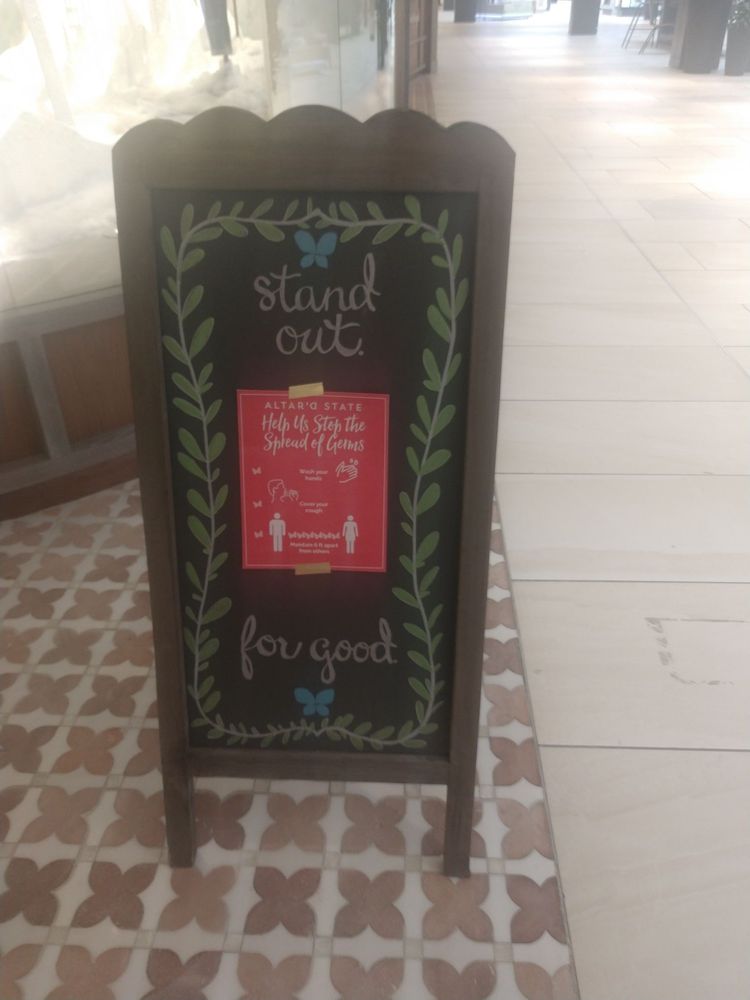 stand
out.
ALTAR'D STATE
Help Us Stop the
Spread of Germs
Wash your
hands
Cover your
cough
Maintain 6 ft apart
from others
for good.